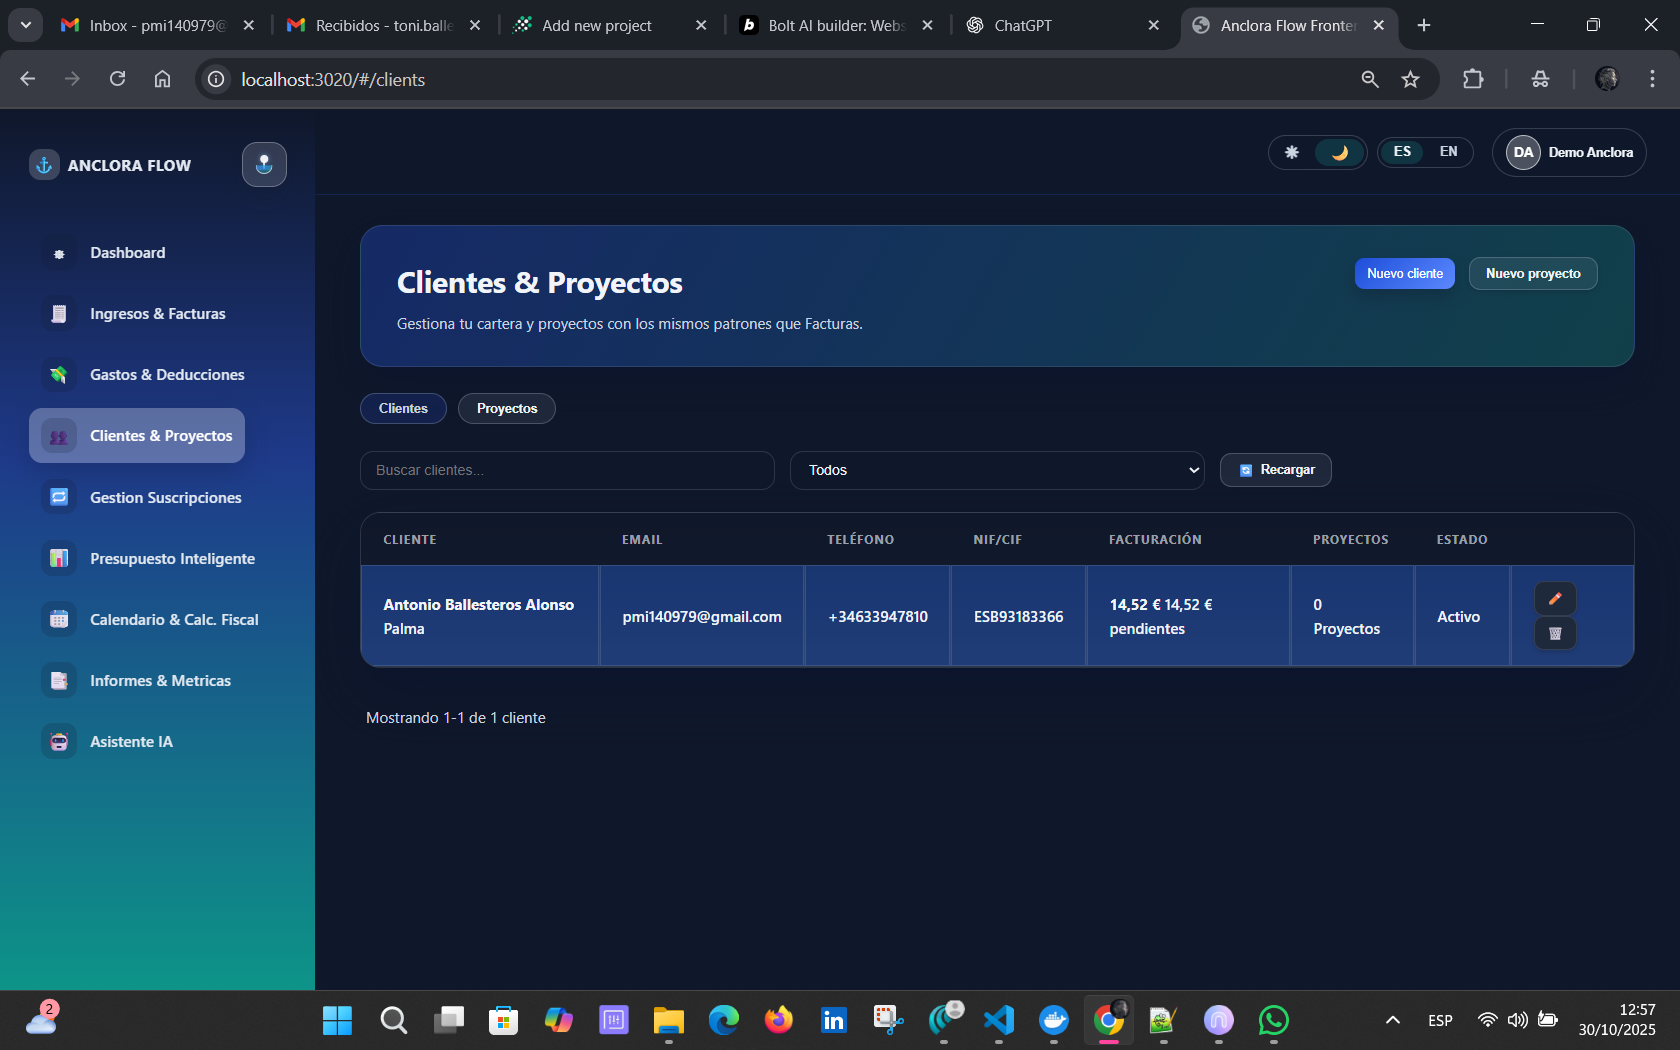 Inbox - pmi140979@
Recibidos - toni.balle
Add new project
Bolt AI builder: Webs
ChatGPT
Anclora Flow Fronter
localhost:3020/#/clients
ANCLORA FLOW
ES
EN
DA
Demo Anclora
Dashboard
Ingresos & Facturas
Gastos & Deducciones
Clientes & Proyectos
Gestion Suscripciones
Presupuesto Inteligente
Calendario & Calc. Fiscal
Informes & Metricas
Asistente IA
Clientes & Proyectos
Gestiona tu cartera y proyectos con los mismos patrones que Facturas.
Nuevo cliente
Nuevo proyecto
Clientes
Proyectos
Buscar clientes...
Todos
Recargar
CLIENTE
EMAIL
TELÉFONO
NIF/CIF
FACTURACIÓN
PROYECTOS
ESTADO
Antonio Ballesteros Alonso
Palma
pmi140979@gmail.com
+34633947810
ESB93183366
14,52 € 14,52 €
pendientes
0
Proyectos
Activo
Mostrando 1-1 de 1 cliente
2
ESP
12:57
30/10/2025